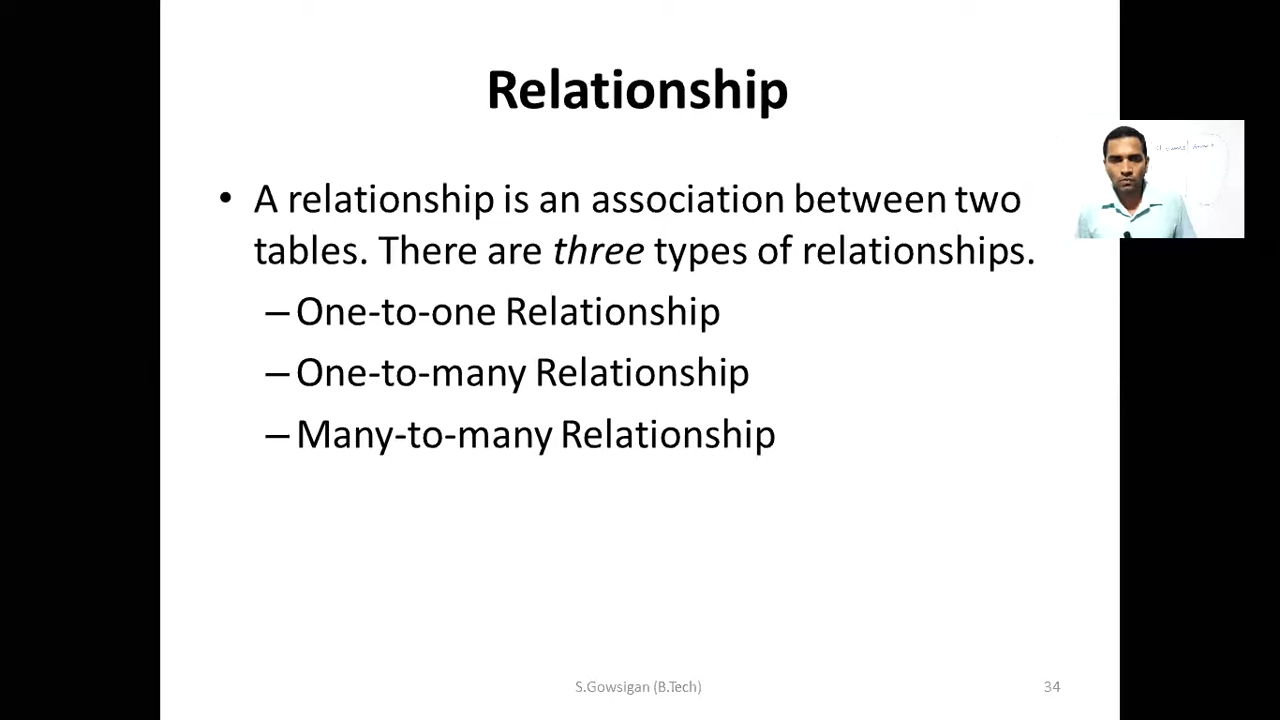 Relationship
• A relationship is an association between two
tables. There are three types of relationships.
– One-to-one Relationship
– One-to-many Relationship
– Many-to-many Relationship
S.Gowsigan (B.Tech)
34